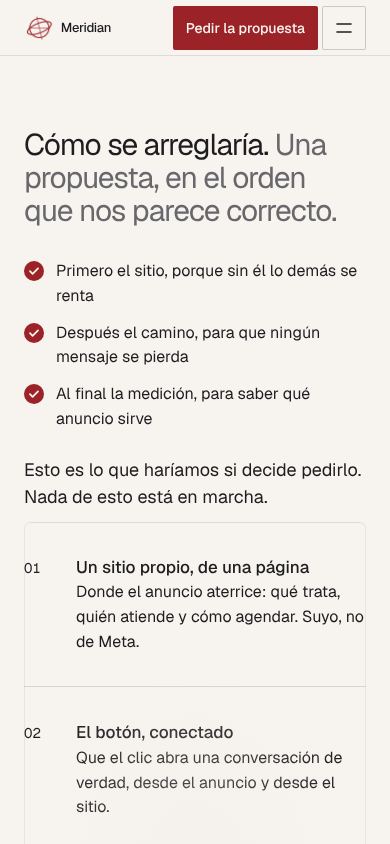 Meridian
Pedir la propuesta
Cómo se arreglaría. Una
propuesta, en el orden
que nos parece correcto.
Primero el sitio, porque sin él lo demás se
renta
Después el camino, para que ningún
mensaje se pierda
Al final la medición, para saber qué
anuncio sirve
Esto es lo que haríamos si decide pedirlo.
Nada de esto está en marcha.
01
Un sitio propio, de una página
Donde el anuncio aterrice: qué trata,
quién atiende y cómo agendar. Suyo, no
de Meta.
02
El botón, conectado
Que el clic abra una conversación de
verdad, desde el anuncio y desde el
sitio.